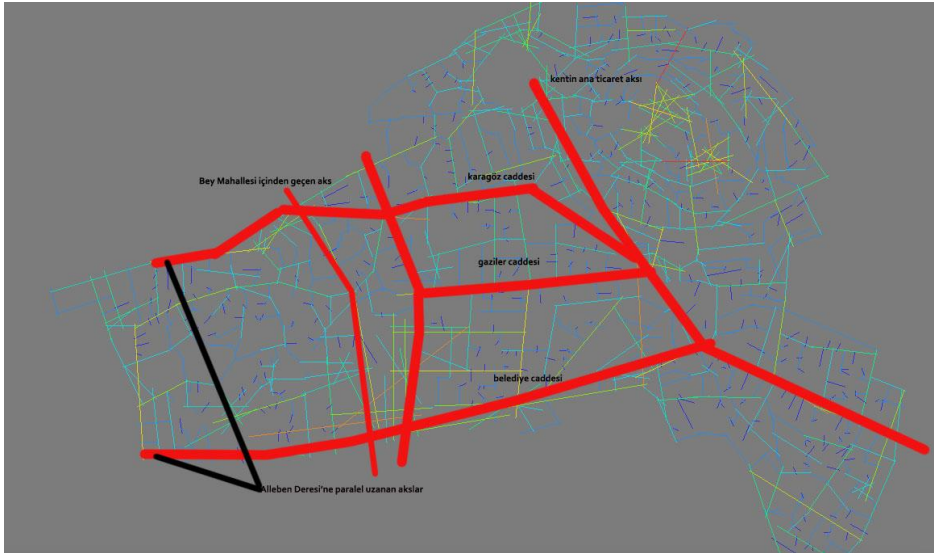 kentin ana ticaret aksı
karagöz caddesi
Bey Mahallesi içinden geçen aks
gaziler caddesi
belediye caddesi
Alleben Deresi'ne paralel uzanan akslar